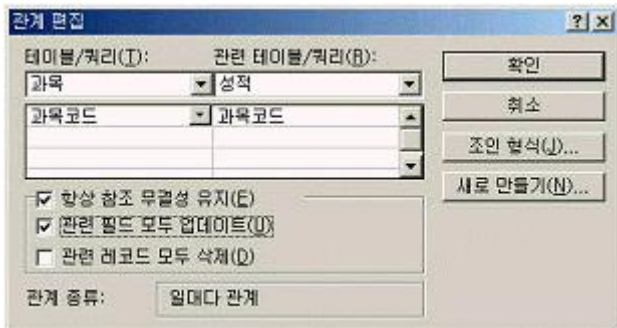 관계 편집
테이블/쿼리(T): 관련 테이블/쿼리(R):
과목 성적
과목코드 과목코드
확인
취소
조인 형식(J)...
새로 만들기(N)...
항상 참조 무결성 유지(E)
관련 필드 모두 업데이트(U)
관련 레코드 모두 삭제(D)
관계 종류: 일대다 관계